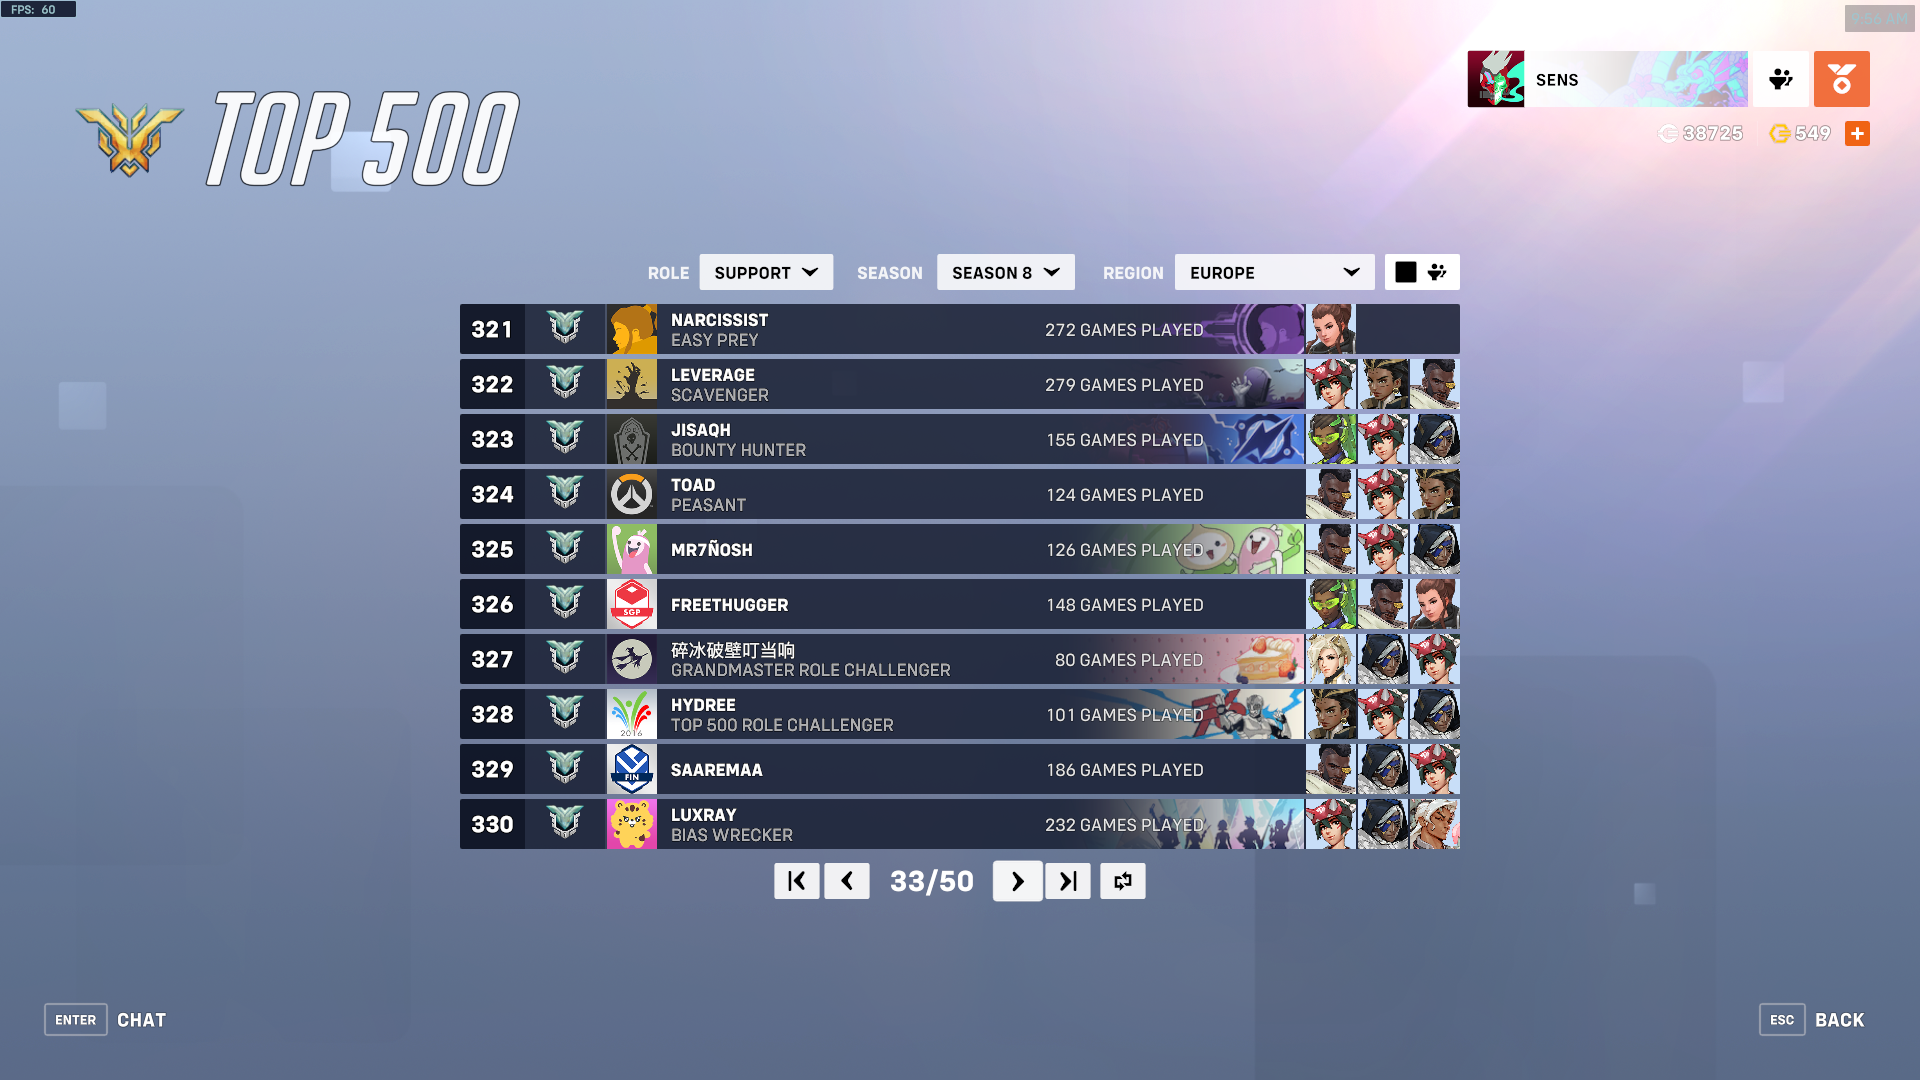 FPS: 60
9:56 AM
TOP 500
SENS
38725
549
ROLE
SUPPORT
SEASON
SEASON 8
REGION
EUROPE
321
NARCISSIST
EASY PREY
272 GAMES PLAYED
322
LEVERAGE
SCAVENGER
279 GAMES PLAYED
323
JISAQH
BOUNTY HUNTER
155 GAMES PLAYED
324
TOAD
PEASANT
124 GAMES PLAYED
325
MR7ÑOSH
126 GAMES PLAYED
326
SGP
FREETHUGGER
148 GAMES PLAYED
327
碎冰破壁叮当响
GRANDMASTER ROLE CHALLENGER
80 GAMES PLAYED
328
2016
HYDREE
TOP 500 ROLE CHALLENGER
101 GAMES PLAYED
329
FIN
SAAREMAA
186 GAMES PLAYED
330
LUXRAY
BIAS WRECKER
232 GAMES PLAYED
33/50
ENTER
CHAT
ESC
BACK